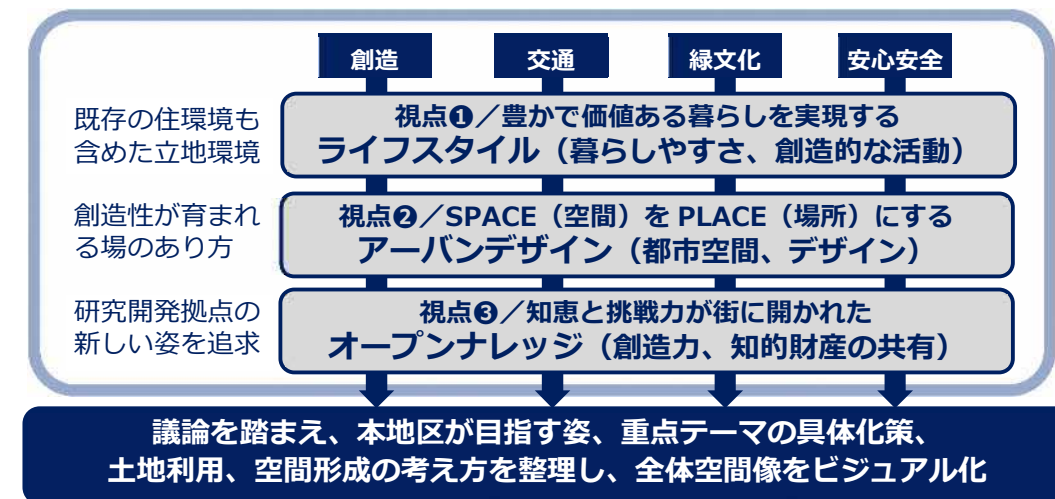 創造
交通
緑文化
安心安全
既存の住環境も
含めた立地環境
視点❶／豊かで価値ある暮らしを実現する
ライフスタイル（暮らしやすさ、創造的な活動）
創造性が育まれ
る場のあり方
視点❷／SPACE（空間）を PLACE（場所）にする
アーバンデザイン（都市空間、デザイン）
研究開発拠点の
新しい姿を追求
視点❸／知恵と挑戦力が街に開かれた
オープンナレッジ（創造力、知的財産の共有）
議論を踏まえ、本地区が目指す姿、重点テーマの具体化策、
土地利用、空間形成の考え方を整理し、全体空間像をビジュアル化